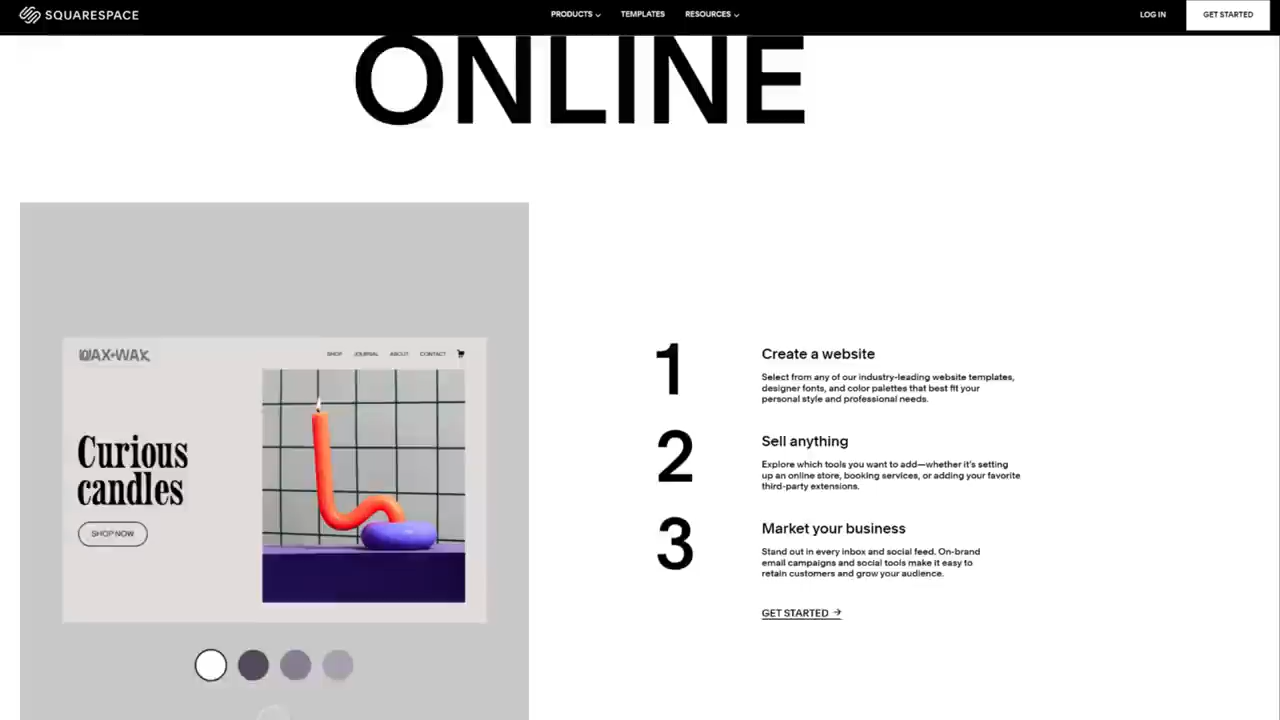 SQUARESPACE
PRODUCTS
TEMPLATES
RESOURCES
LOG IN
GET STARTED
ONLINE
WAX+WAX
SHOP
JOURNAL
ABOUT
CONTACT
Curious
candles
SHOP NOW
1
Create a website
Select from any of our industry-leading website templates,
designer fonts, and color palettes that best fit your
personal style and professional needs.
2
Sell anything
Explore which tools you want to add—whether it's setting
up an online store, booking services, or adding your favorite
third-party extensions.
3
Market your business
Stand out in every inbox and social feed. On-brand
email campaigns and social tools make it easy to
retain customers and grow your audience.
GET STARTED →